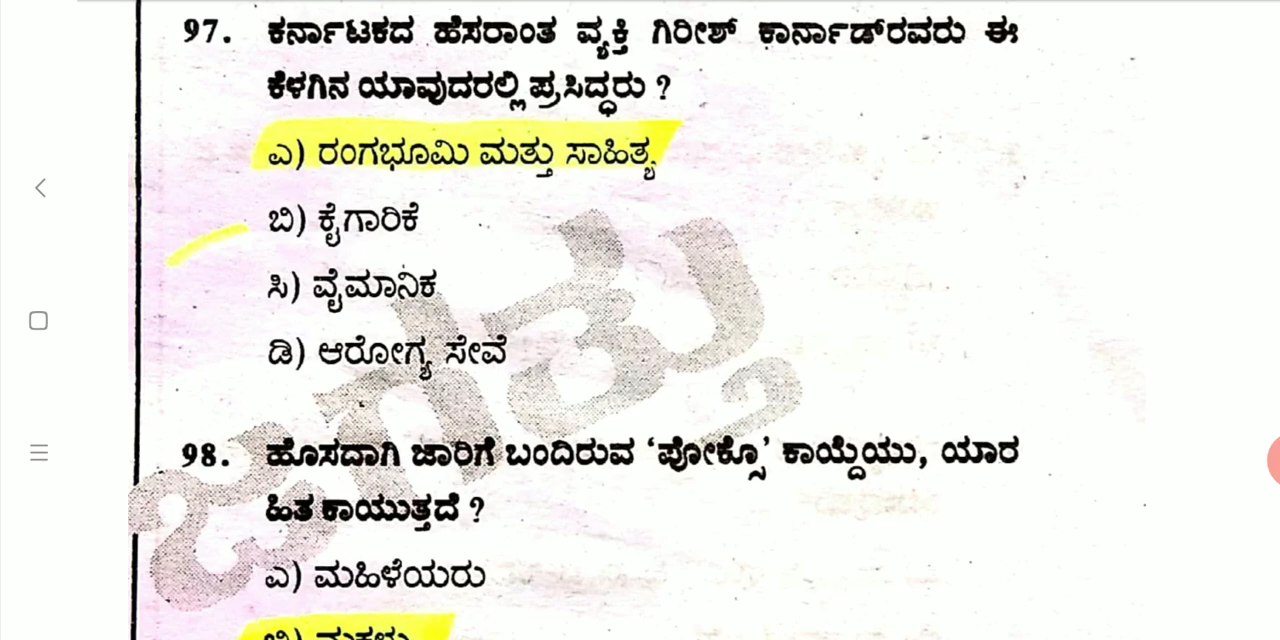 97. ಕರ್ನಾಟಕದ ಹೆಸರಾಂತ ವ್ಯಕ್ತಿ ಗಿರೀಶ್ ಕಾರ್ನಾಡ್‌ರವರು ಈ
ಕೆಳಗಿನ ಯಾವುದರಲ್ಲಿ ಪ್ರಸಿದ್ಧರು ?
ಎ) ರಂಗಭೂಮಿ ಮತ್ತು ಸಾಹಿತ್ಯ
ಬಿ) ಕೈಗಾರಿಕೆ
ಸಿ) ವೈಮಾನಿಕ
ಡಿ) ಆರೋಗ್ಯ ಸೇವೆ
98. ಹೊಸದಾಗಿ ಜಾರಿಗೆ ಬಂದಿರುವ ‘ಪೋಕ್ಸೊ’ ಕಾಯ್ದೆಯು, ಯಾರ
ಹಿತ ಕಾಯುತ್ತದೆ ?
ಎ) ಮಹಿಳೆಯರು